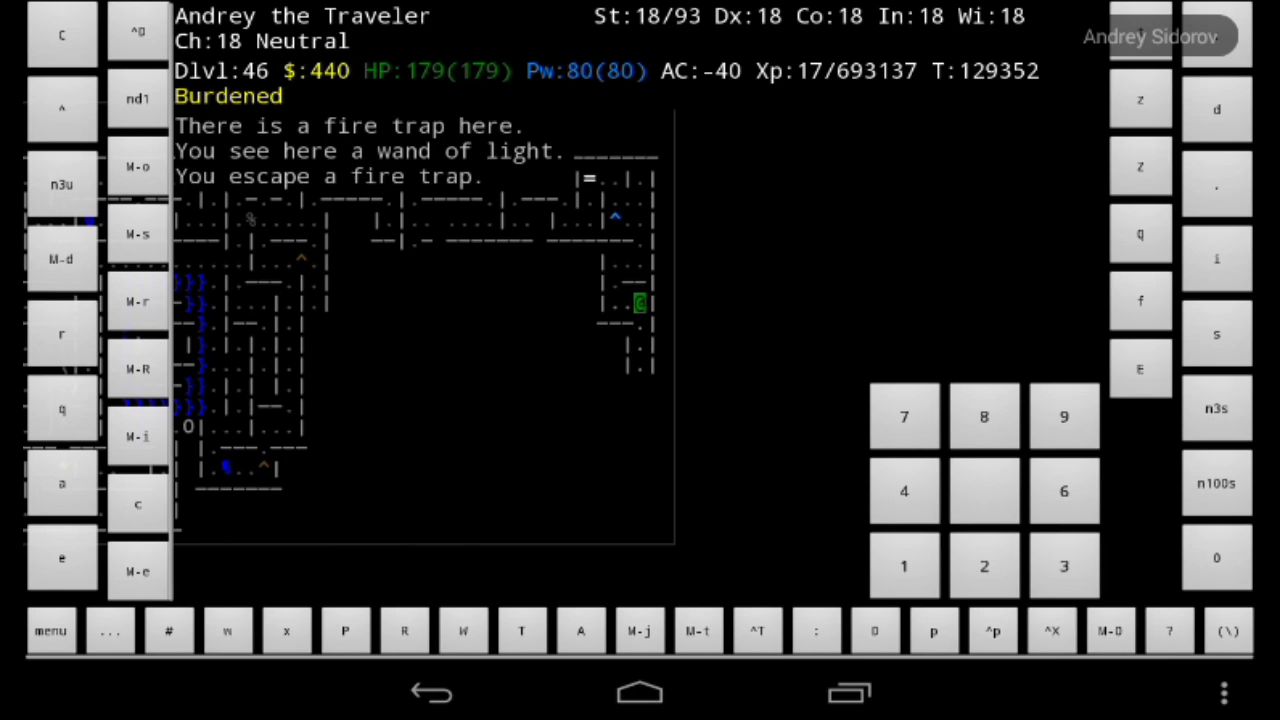 Andrey the Traveler St:18/93 Dx:18 Co:18 In:18 Wi:18
Ch:18 Neutral
Andrey Sidorov
Dlvl:46 $:440 HP:179(179) Pw:80(80) AC:-40 Xp:17/693137 T:129352
Burdened
There is a fire trap here.
You see here a wand of light.
You escape a fire trap.
C ^D
^ nd1 z d
n3u M-o z .
M-d M-s q i
r M-r f s
q M-R E n3s
a M-i n100s
e c 0
M-e
7 8 9
4 6
1 2 3
menu ... # w x P R W T A M-j M-t ^T : D p ^p ^X M-O ? (\)